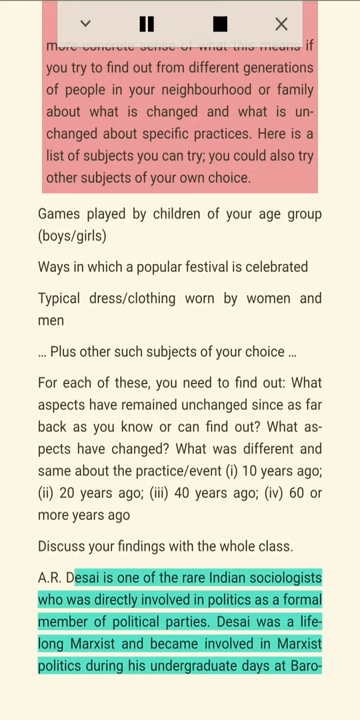 more concrete sense of what this means if
you try to find out from different generations
of people in your neighbourhood or family
about what is changed and what is un-
changed about specific practices. Here is a
list of subjects you can try; you could also try
other subjects of your own choice.
Games played by children of your age group
(boys/girls)
Ways in which a popular festival is celebrated
Typical dress/clothing worn by women and
men
… Plus other such subjects of your choice …
For each of these, you need to find out: What
aspects have remained unchanged since as far
back as you know or can find out? What as-
pects have changed? What was different and
same about the practice/event (i) 10 years ago;
(ii) 20 years ago; (iii) 40 years ago; (iv) 60 or
more years ago
Discuss your findings with the whole class.
A.R. Desai is one of the rare Indian sociologists
who was directly involved in politics as a formal
member of political parties. Desai was a life-
long Marxist and became involved in Marxist
politics during his undergraduate days at Baro-